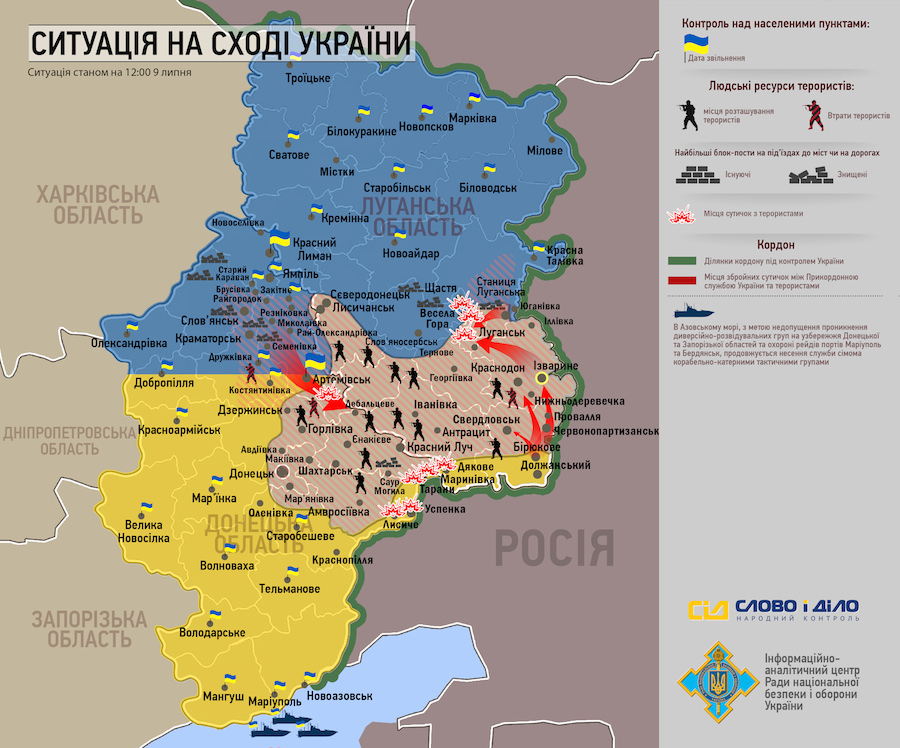 СИТУАЦІЯ НА СХОДІ УКРАЇНИ
Ситуація станом на 12:00 9 липня
Троїцьке
Білокуракине
Новопсков
Марківка
Сватове
Містки
Мілове
Старобільськ
Біловодськ
ХАРКІВСЬКА
ОБЛАСТЬ
ЛУГАНСЬКА
ОБЛАСТЬ
Новоселівка
Кремінна
Красний
Лиман
Новоайдар
Красна
Талівка
Старий
Караван
Ямпіль
Брусівка
Закітне
Райгородок
Сєверодонецьк
Щастя
Станиця
Луганська
Лисичанськ
Весела
Гора
Юганівка
Слов'янськ
Резніковка
Миколаївка
Рай-Олександрівка
Іллівка
Олександрівка
Краматорськ
Семенівка
Слов'яносербськ
Луганськ
Дружківка
Тернове
Добропілля
Артемівськ
Георгіївка
Краснодон
Ізварине
Костянтинівка
Дзержинськ
Дебальцеве
Іванівка
Нижньодеревечка
Красноармійськ
Горлівка
Свердловськ
Провалля
ДНІПРОПЕТРОВСЬКА
ОБЛАСТЬ
Єнакієве
Антрацит
Червонопартизанськ
Авдіївка
Красний Луч
Бірюкове
Макіївка
Донецьк
Шахтарськ
Дякове
Должанський
Саур
Могила
Маринівка
Тарани
Мар'їнка
Мар'янівка
Оленівка
Амвросіївка
Успенка
Лисиче
Велика
Новосілка
ДОНЕЦЬКА
ОБЛАСТЬ
Старобешеве
РОСІЯ
Волноваха
Краснопілля
Тельманове
ЗАПОРІЗЬКА
ОБЛАСТЬ
Володарське
Мангуш
Маріуполь
Новоазовськ
Контроль над населеними пунктами:
Дата звільнення
Людські ресурси терористів:
місця розташування
терористів
Втрати терористів
Найбільші блок-пости на під'їздах до міст чи на дорогах
Існуючі
Знищені
Місця сутичок з терористами
Кордон
Ділянки кордону під контролем України
Місця збройних сутичок між Прикордонною
службою України та терористами
В Азовському морі, з метою недопущення проникнення
диверсійно-розвідувальних груп на узбережжя Донецької
та Запорізької областей та охороні рейдів портів Маріуполь
та Бердянськ, продовжується несення служби сімома
корабельно-катерними тактичними групами
СІД
СЛОВО І ДІЛО
НАРОДНИЙ КОНТРОЛЬ
Інформаційно-
аналітичний центр
Ради національної
безпеки і оборони
України